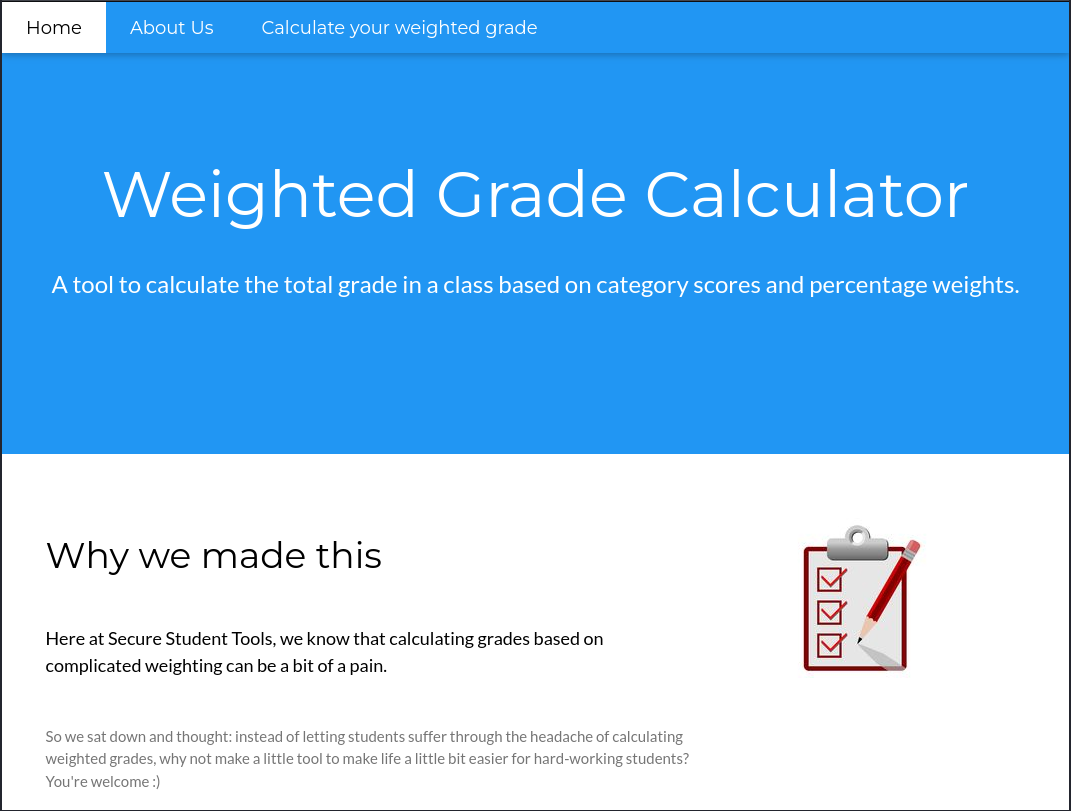 Home About Us Calculate your weighted grade
Weighted Grade Calculator
A tool to calculate the total grade in a class based on category scores and percentage weights.
Why we made this
Here at Secure Student Tools, we know that calculating grades based on
complicated weighting can be a bit of a pain.
So we sat down and thought: instead of letting students suffer through the headache of calculating
weighted grades, why not make a little tool to make life a little bit easier for hard-working students?
You're welcome :)